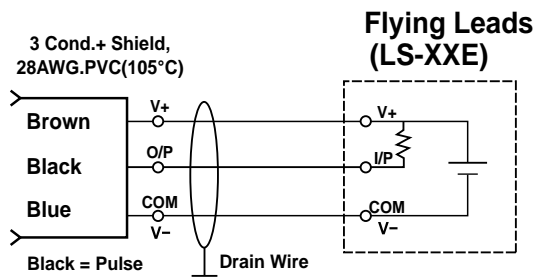 Flying Leads
(LS-XXE)
3 Cond.+ Shield,
28AWG.PVC(105°C)
V+
V+
Brown
O/P
I/P
Black
COM
COM
Blue
V−
V−
Black = Pulse
Drain Wire